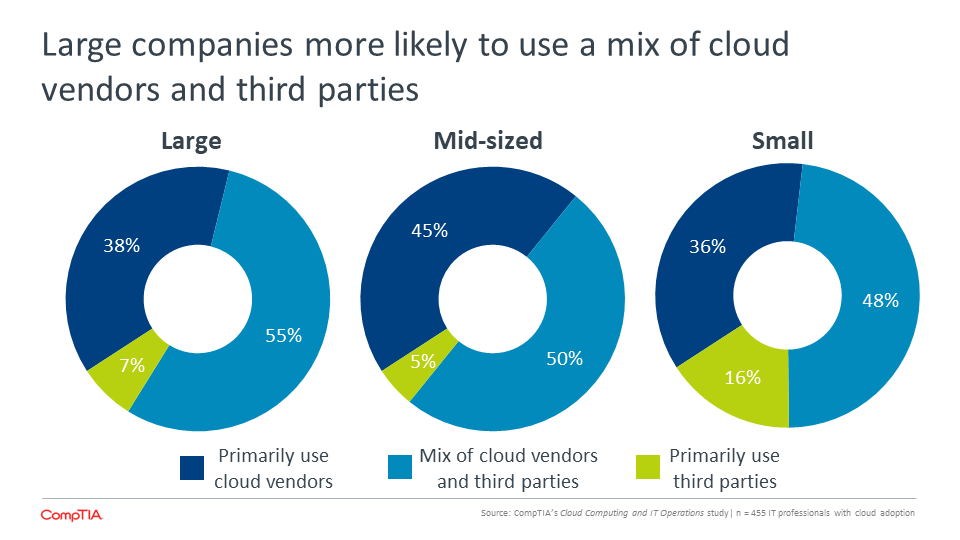 Large companies more likely to use a mix of cloud
vendors and third parties
Large
Mid-sized
Small
38%
55%
7%
45%
50%
5%
36%
48%
16%
Primarily use
cloud vendors
Mix of cloud vendors
and third parties
Primarily use
third parties
CompTIA
Source: CompTIA's Cloud Computing and IT Operations study| n = 455 IT professionals with cloud adoption